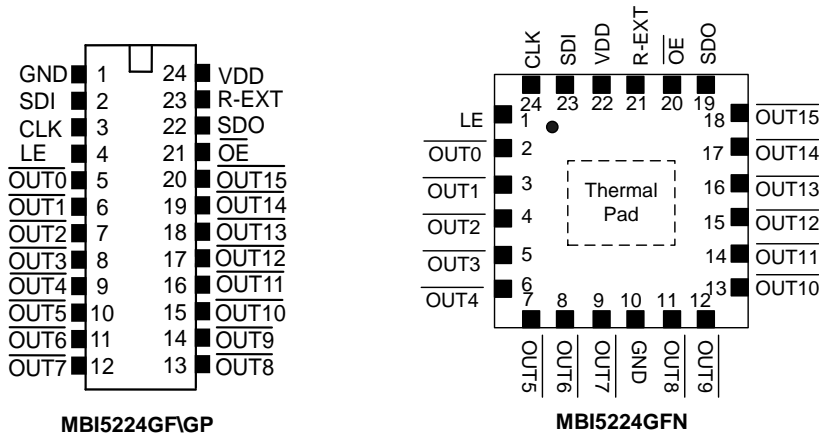 GND 1 24 VDD
SDI 2 23 R-EXT
CLK 3 22 SDO
LE 4 21 OE
OUT0 5 20 OUT15
OUT1 6 19 OUT14
OUT2 7 18 OUT13
OUT3 8 17 OUT12
OUT4 9 16 OUT11
OUT5 10 15 OUT10
OUT6 11 14 OUT9
OUT7 12 13 OUT8
MBI5224GF\GP
CLK SDI VDD R-EXT OE SDO
24 23 22 21 20 19
LE 1 18 OUT15
OUT0 2 17 OUT14
OUT1 3 16 OUT13
OUT2 4 15 OUT12
OUT3 5 14 OUT11
OUT4 6 13 OUT10
Thermal
Pad
7 8 9 10 11 12
OUT5 OUT6 OUT7 GND OUT8 OUT9
MBI5224GFN